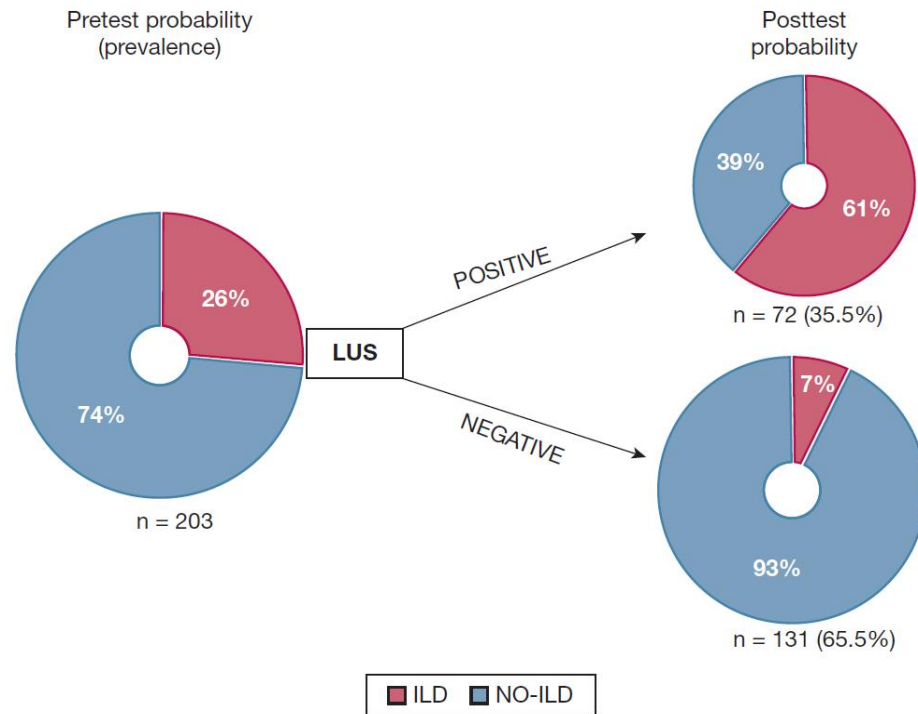 Pretest probability
(prevalence)
Posttest
probability
39%
61%
n = 72 (35.5%)
26%
74%
n = 203
LUS
POSITIVE
NEGATIVE
7%
93%
n = 131 (65.5%)
ILD NO-ILD